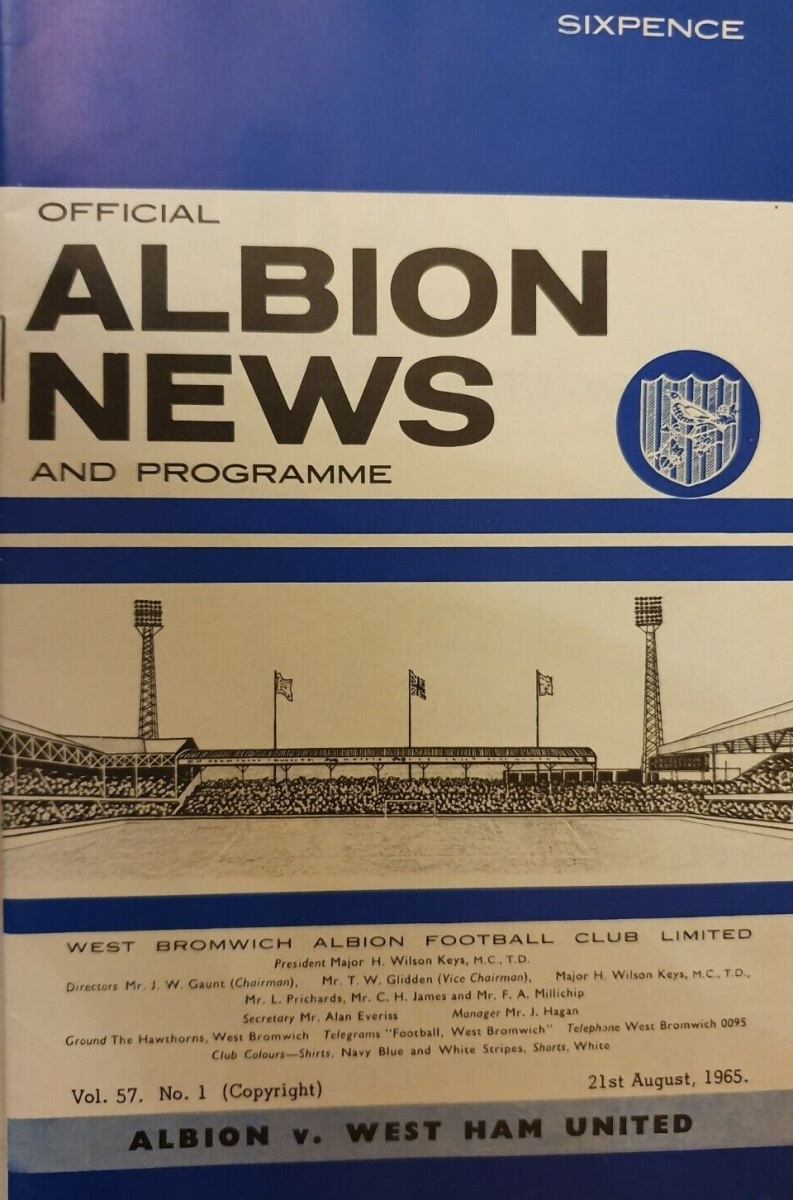 SIXPENCE
OFFICIAL
ALBION
NEWS
AND PROGRAMME
WEST BROMWICH ALBION FOOTBALL CLUB LIMITED
President Major H. Wilson Keys, M.C., T.D.
Directors Mr. J. W. Gaunt (Chairman), Mr. T. W. Glidden (Vice Chairman), Major H. Wilson Keys, M.C., T.D.,
Mr. L. Prichards, Mr. C. H. James and Mr. F. A. Millichip
Secretary Mr. Alan Everiss Manager Mr. J. Hagan
Ground The Hawthorns, West Bromwich Telegrams "Football, West Bromwich" Telephone West Bromwich 0095
Club Colours—Shirts, Navy Blue and White Stripes, Shorts, White
Vol. 57. No. 1 (Copyright) 21st August, 1965.
ALBION v. WEST HAM UNITED